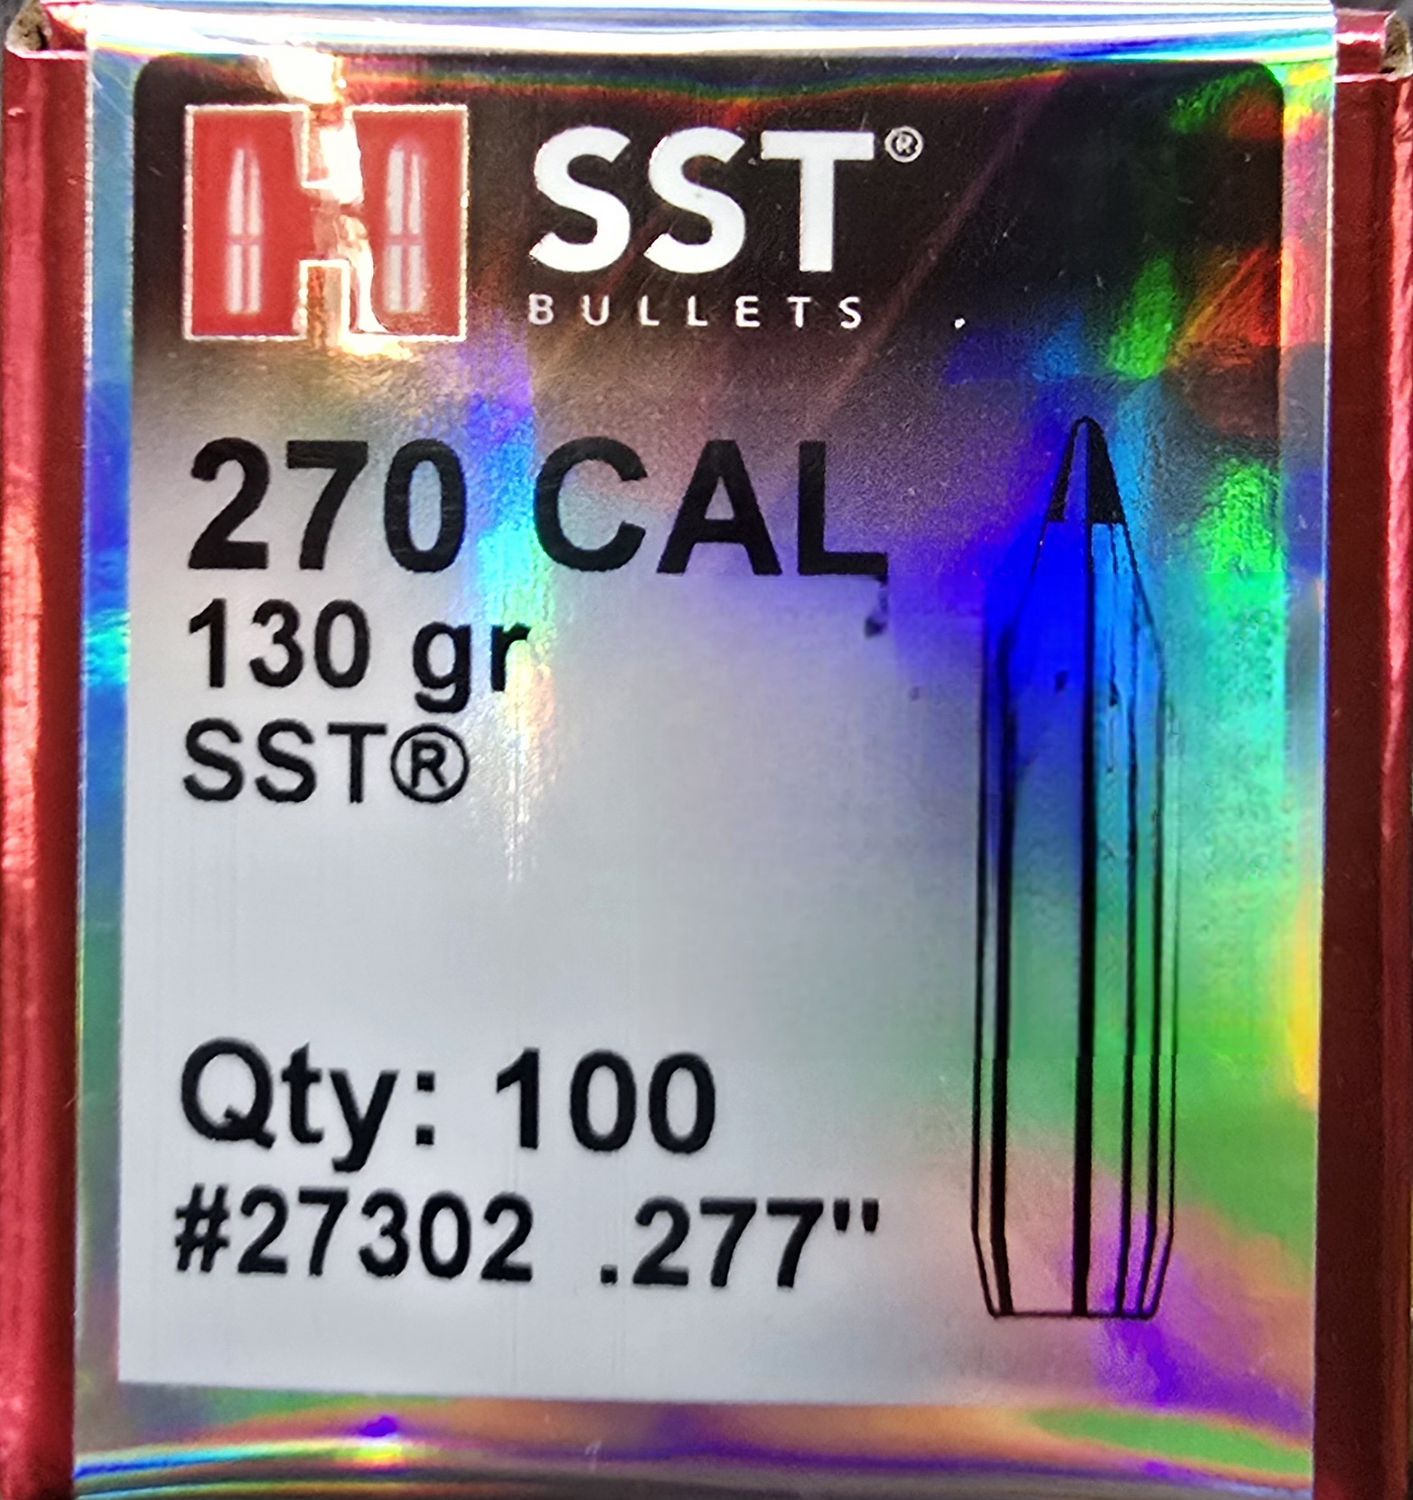 H SST®
BULLETS
270 CAL
130 gr
SST®
Qty: 100
#27302 .277"